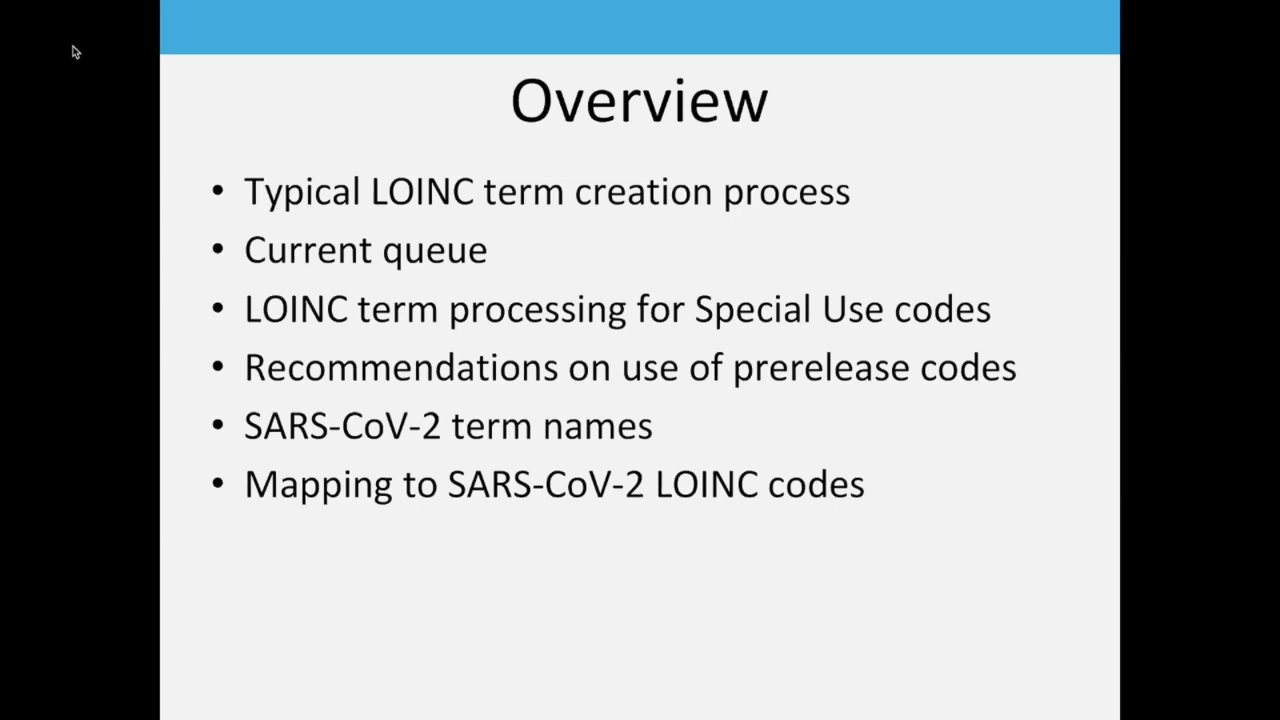 Overview
• Typical LOINC term creation process
• Current queue
• LOINC term processing for Special Use codes
• Recommendations on use of prerelease codes
• SARS-CoV-2 term names
• Mapping to SARS-CoV-2 LOINC codes